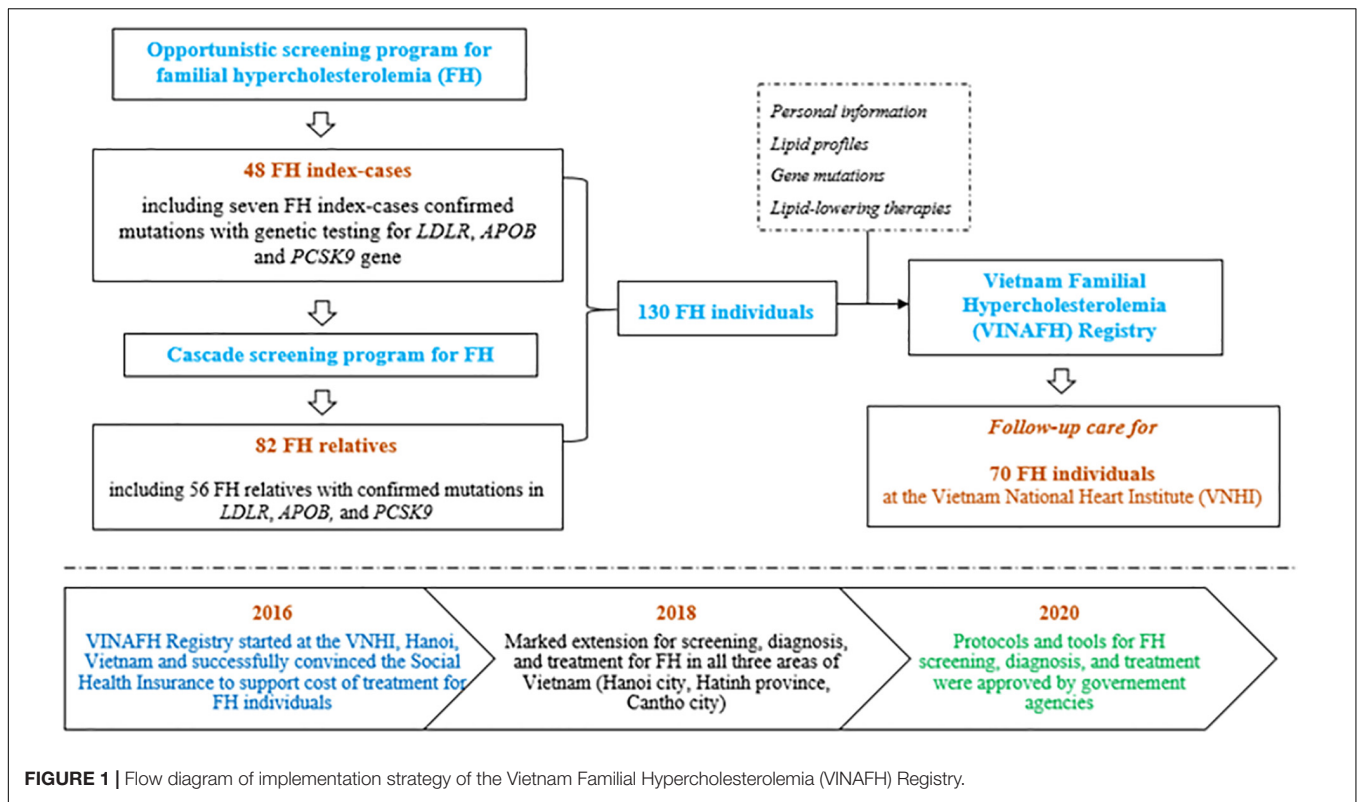 Opportunistic screening program for
familial hypercholesterolemia (FH)
48 FH index-cases
including seven FH index-cases confirmed
mutations with genetic testing for LDLR, APOB
and PCSK9 gene
Cascade screening program for FH
82 FH relatives
including 56 FH relatives with confirmed mutations in
LDLR, APOB, and PCSK9
130 FH individuals
Personal information
Lipid profiles
Gene mutations
Lipid-lowering therapies
Vietnam Familial
Hypercholesterolemia
(VINAFH) Registry
Follow-up care for
70 FH individuals
at the Vietnam National Heart Institute (VNHI)
2016
VINAFH Registry started at the VNHI, Hanoi,
Vietnam and successfully convinced the Social
Health Insurance to support cost of treatment for
FH individuals
2018
Marked extension for screening, diagnosis,
and treatment for FH in all three areas of
Vietnam (Hanoi city, Hatinh province,
Cantho city)
2020
Protocols and tools for FH
screening, diagnosis, and treatment
were approved by governement
agencies
FIGURE 1 | Flow diagram of implementation strategy of the Vietnam Familial Hypercholesterolemia (VINAFH) Registry.